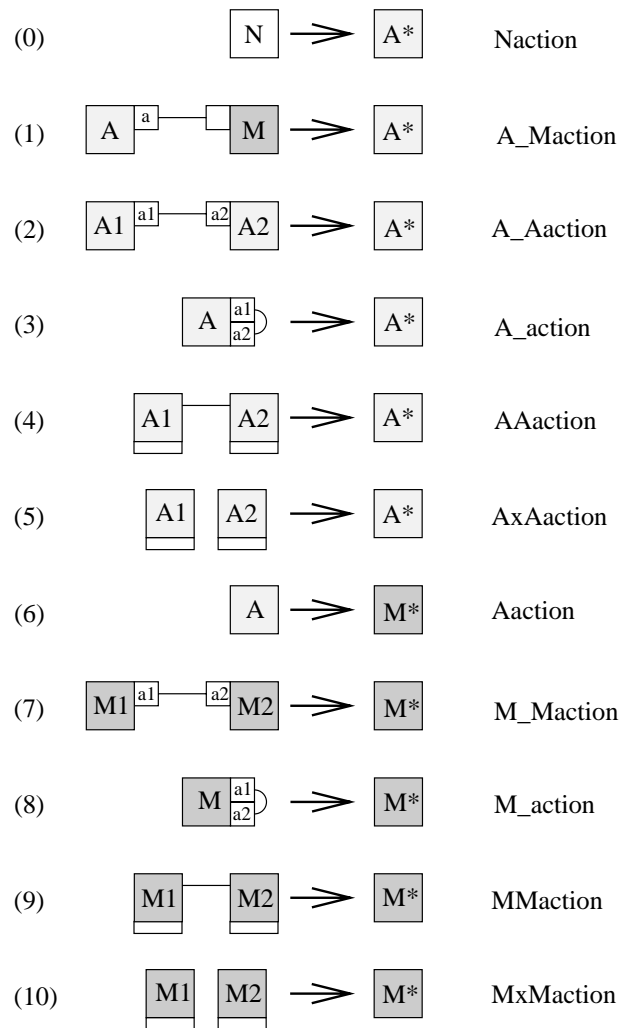 (0) N A* Naction
(1) A a M A* A_Maction
(2) A1 a1 a2 A2 A* A_Aaction
(3) A a1 a2 A* A_action
(4) A1 A2 A* AAaction
(5) A1 A2 A* AxAaction
(6) A M* Aaction
(7) M1 a1 a2 M2 M* M_Maction
(8) M a1 a2 M* M_action
(9) M1 M2 M* MMaction
(10) M1 M2 M* MxMaction